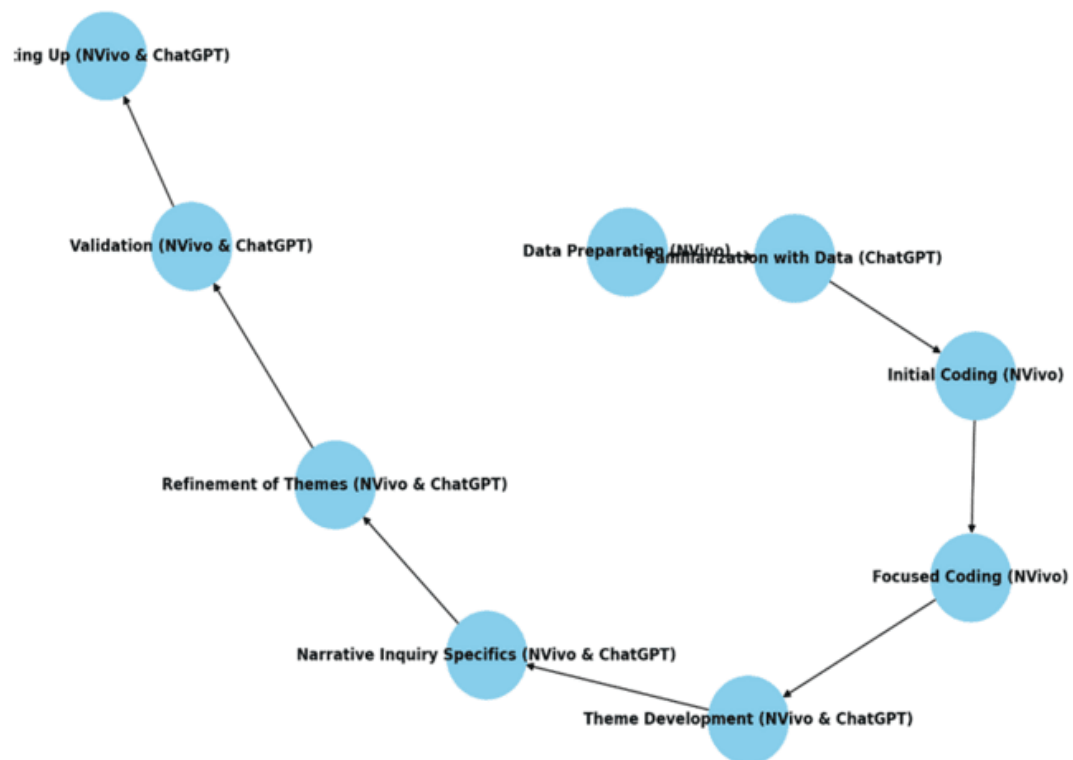 Up (NVivo & ChatGPT)
Validation (NVivo & ChatGPT)
Data Preparation (NVivo)
Familiarization with Data (ChatGPT)
Initial Coding (NVivo)
Refinement of Themes (NVivo & ChatGPT)
Focused Coding (NVivo)
Narrative Inquiry Specifics (NVivo & ChatGPT)
Theme Development (NVivo & ChatGPT)